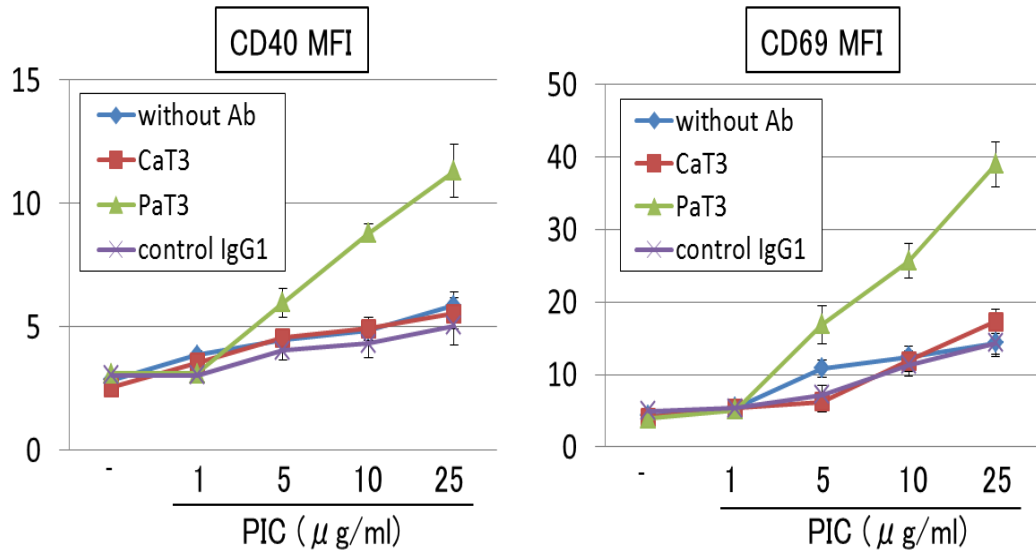 CD40 MFI
15
10
5
0
without Ab
CaT3
PaT3
control IgG1
- 1 5 10 25
PIC ( μ g/ml)
CD69 MFI
50
40
30
20
10
0
without Ab
CaT3
PaT3
control IgG1
- 1 5 10 25
PIC ( μ g/ml)